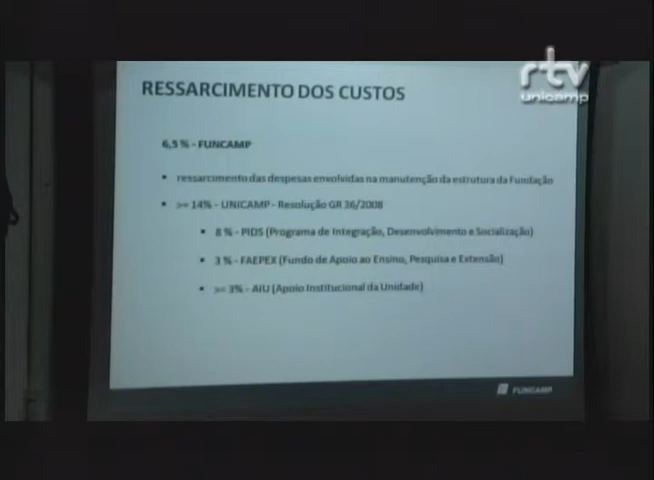 rtv
unicamp
RESSARCIMENTO DOS CUSTOS
6,5 % - FUNCAMP
• ressarcimento das despesas envolvidas na manutenção da estrutura da Fundação
• >= 14% - UNICAMP - Resolução GR 36/2008
• 8 % - PIDS (Programa de Integração, Desenvolvimento e Socialização)
• 3 % - FAEPEX (Fundo de Apoio ao Ensino, Pesquisa e Extensão)
• >= 3% - AIU (Apoio Institucional da Unidade)
FUNCAMP